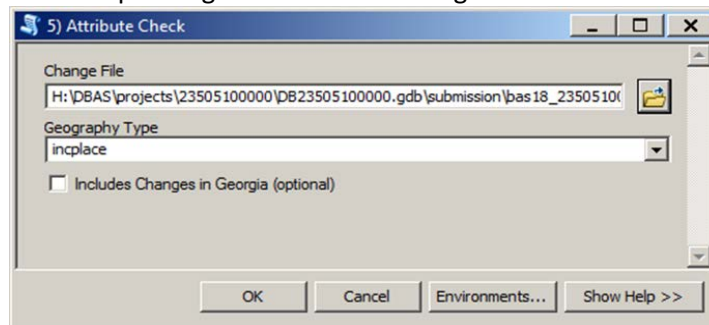 5) Attribute Check
Change File
H:\DBAS\projects\23505100000\DB23505100000.gdb\submission\bas18_2350510(
Geography Type
incplace
Includes Changes in Georgia (optional)
OK Cancel Environments... Show Help >>